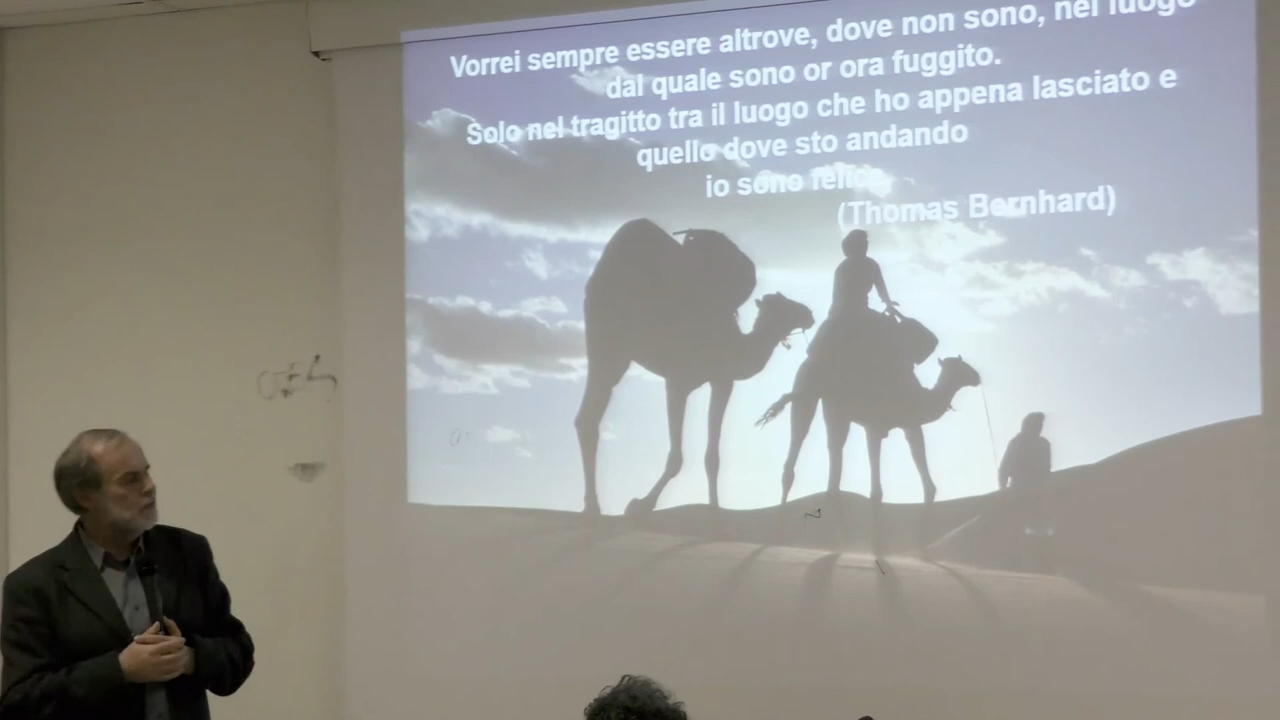 Vorrei sempre essere altrove, dove non sono, nel luogo
dal quale sono or ora fuggito.
Solo nel tragitto tra il luogo che ho appena lasciato e
quello dove sto andando
io sono felice
(Thomas Bernhard)